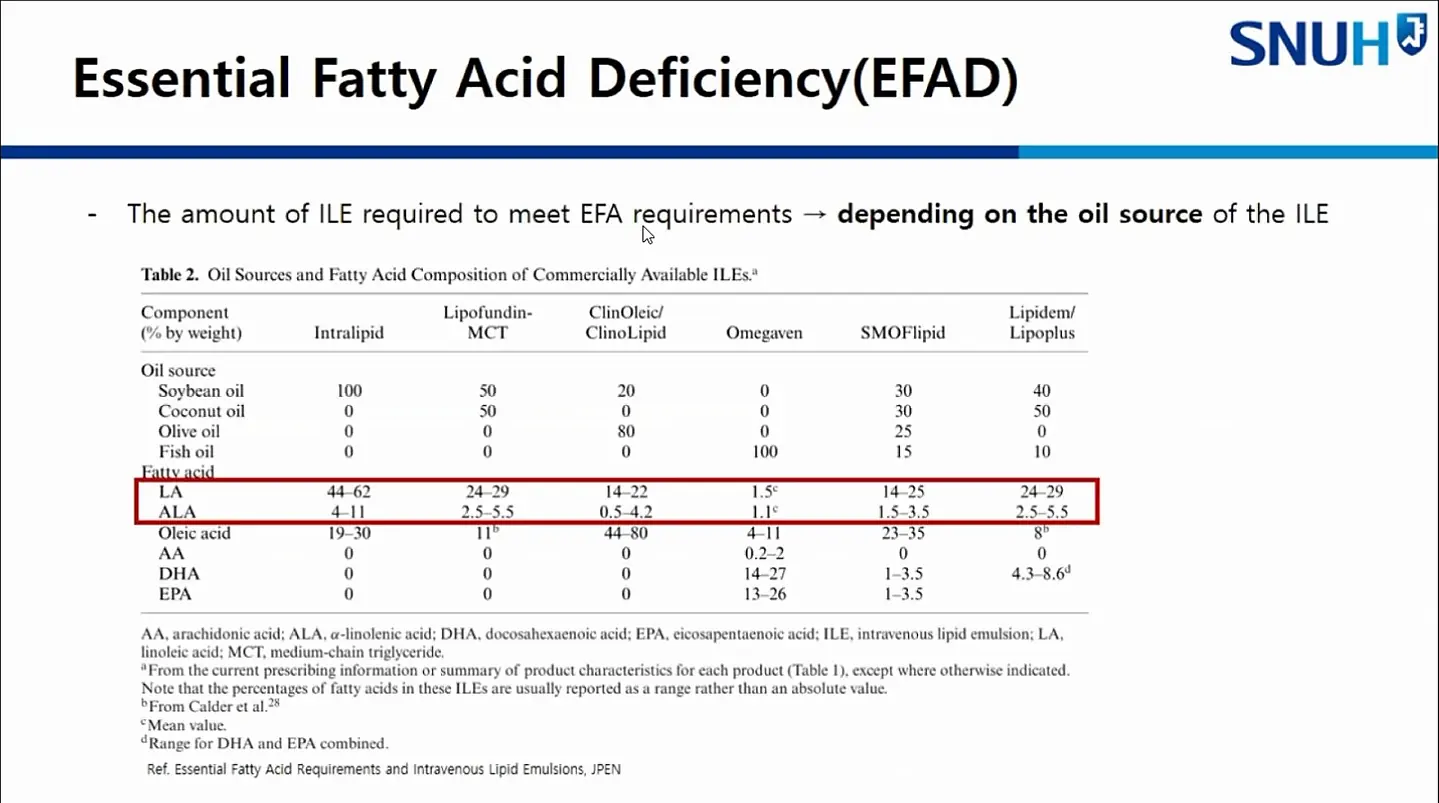 SNUH
Essential Fatty Acid Deficiency(EFAD)
- The amount of ILE required to meet EFA requirements → depending on the oil source of the ILE
Table 2. Oil Sources and Fatty Acid Composition of Commercially Available ILEs.ᵃ
Component (% by weight) Intralipid Lipofundin-MCT ClinOleic/ClinoLipid Omegaven SMOFlipid Lipidem/Lipoplus
Oil source
Soybean oil 100 50 20 0 30 40
Coconut oil 0 50 0 0 30 50
Olive oil 0 0 80 0 25 0
Fish oil 0 0 0 100 15 10
Fatty acid
LA 44–62 24–29 14–22 1.5ᶜ 14–25 24–29
ALA 4–11 2.5–5.5 0.5–4.2 1.1ᶜ 1.5–3.5 2.5–5.5
Oleic acid 19–30 11ᵇ 44–80 4–11 23–35 8ᵇ
AA 0 0 0 0.2–2 0 0
DHA 0 0 0 14–27 1–3.5 4.3–8.6ᵈ
EPA 0 0 0 13–26 1–3.5
AA, arachidonic acid; ALA, α-linolenic acid; DHA, docosahexaenoic acid; EPA, eicosapentaenoic acid; ILE, intravenous lipid emulsion; LA,
linoleic acid; MCT, medium-chain triglyceride.
ᵃFrom the current prescribing information or summary of product characteristics for each product (Table 1), except where otherwise indicated.
Note that the percentages of fatty acids in these ILEs are usually reported as a range rather than an absolute value.
ᵇFrom Calder et al.²⁸
ᶜMean value.
ᵈRange for DHA and EPA combined.
Ref. Essential Fatty Acid Requirements and Intravenous Lipid Emulsions, JPEN